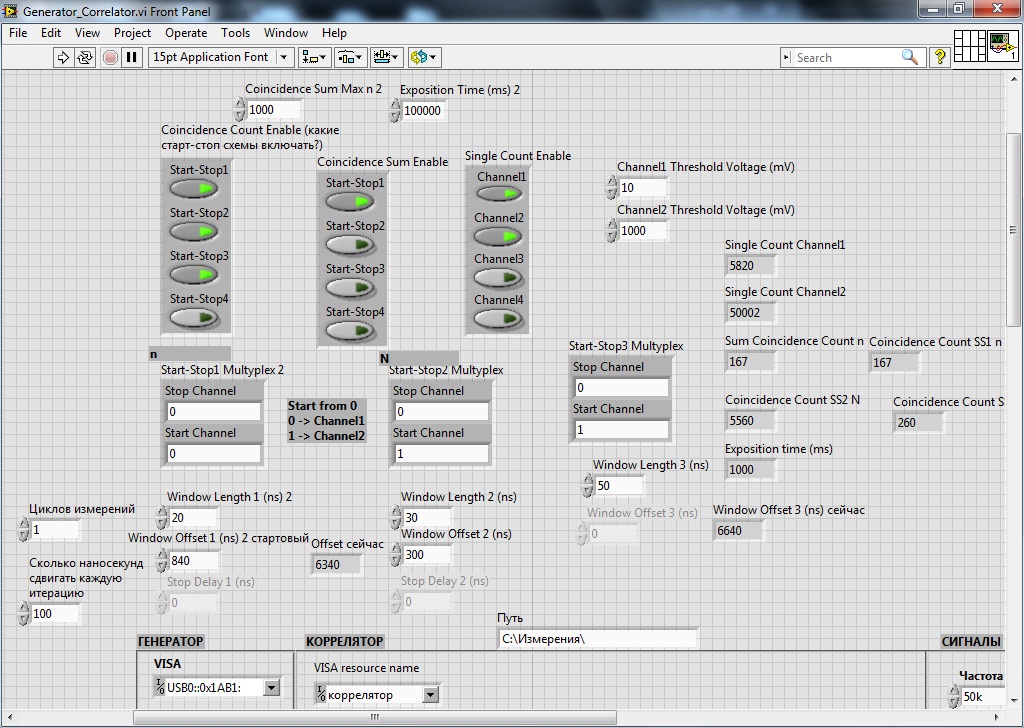 Generator_Correlator.vi Front Panel
File Edit View Project Operate Tools Window Help
15pt Application Font
Search
?
1
Coincidence Sum Max n 2
1000
Exposition Time (ms) 2
100000
Coincidence Count Enable (какие
старт-стоп схемы включать?)
Start-Stop1
Start-Stop2
Start-Stop3
Start-Stop4
Coincidence Sum Enable
Start-Stop1
Start-Stop2
Start-Stop3
Start-Stop4
Single Count Enable
Channel1
Channel2
Channel3
Channel4
Channel1 Threshold Voltage (mV)
10
Channel2 Threshold Voltage (mV)
1000
Single Count Channel1
5820
Single Count Channel2
50002
Sum Coincidence Count n
167
Coincidence SS1 n
167
Coincidence Count SS2 N
5560
Coincidence Count S
260
Exposition time (ms)
1000
n
Start-Stop1 Multyplex 2
Stop Channel
0
Start Channel
0
Start from 0
0 -> Channel1
1 -> Channel2
N
Start-Stop2 Multyplex
Stop Channel
0
Start Channel
1
Start-Stop3 Multyplex
Stop Channel
0
Start Channel
1
Window Length 3 (ns)
50
Window Offset 3 (ns)
0
Window Offset 3 (ns) сейчас
6640
Циклов измерений
1
Сколько наносекунд
сдвигать каждую
итерацию
100
Window Length 1 (ns) 2
20
Window Offset 1 (ns) 2 стартовый
840
Stop Delay 1 (ns)
0
Offset сейчас
6340
Window Length 2 (ns)
30
Window Offset 2 (ns)
300
Stop Delay 2 (ns)
0
Путь
C:\Измерения\
ГЕНЕРАТОР
VISA
USB0::0x1AB1:
КОРРЕЛЯТОР
VISA resource name
коррелятор
СИГНАЛЫ
Частота
50k